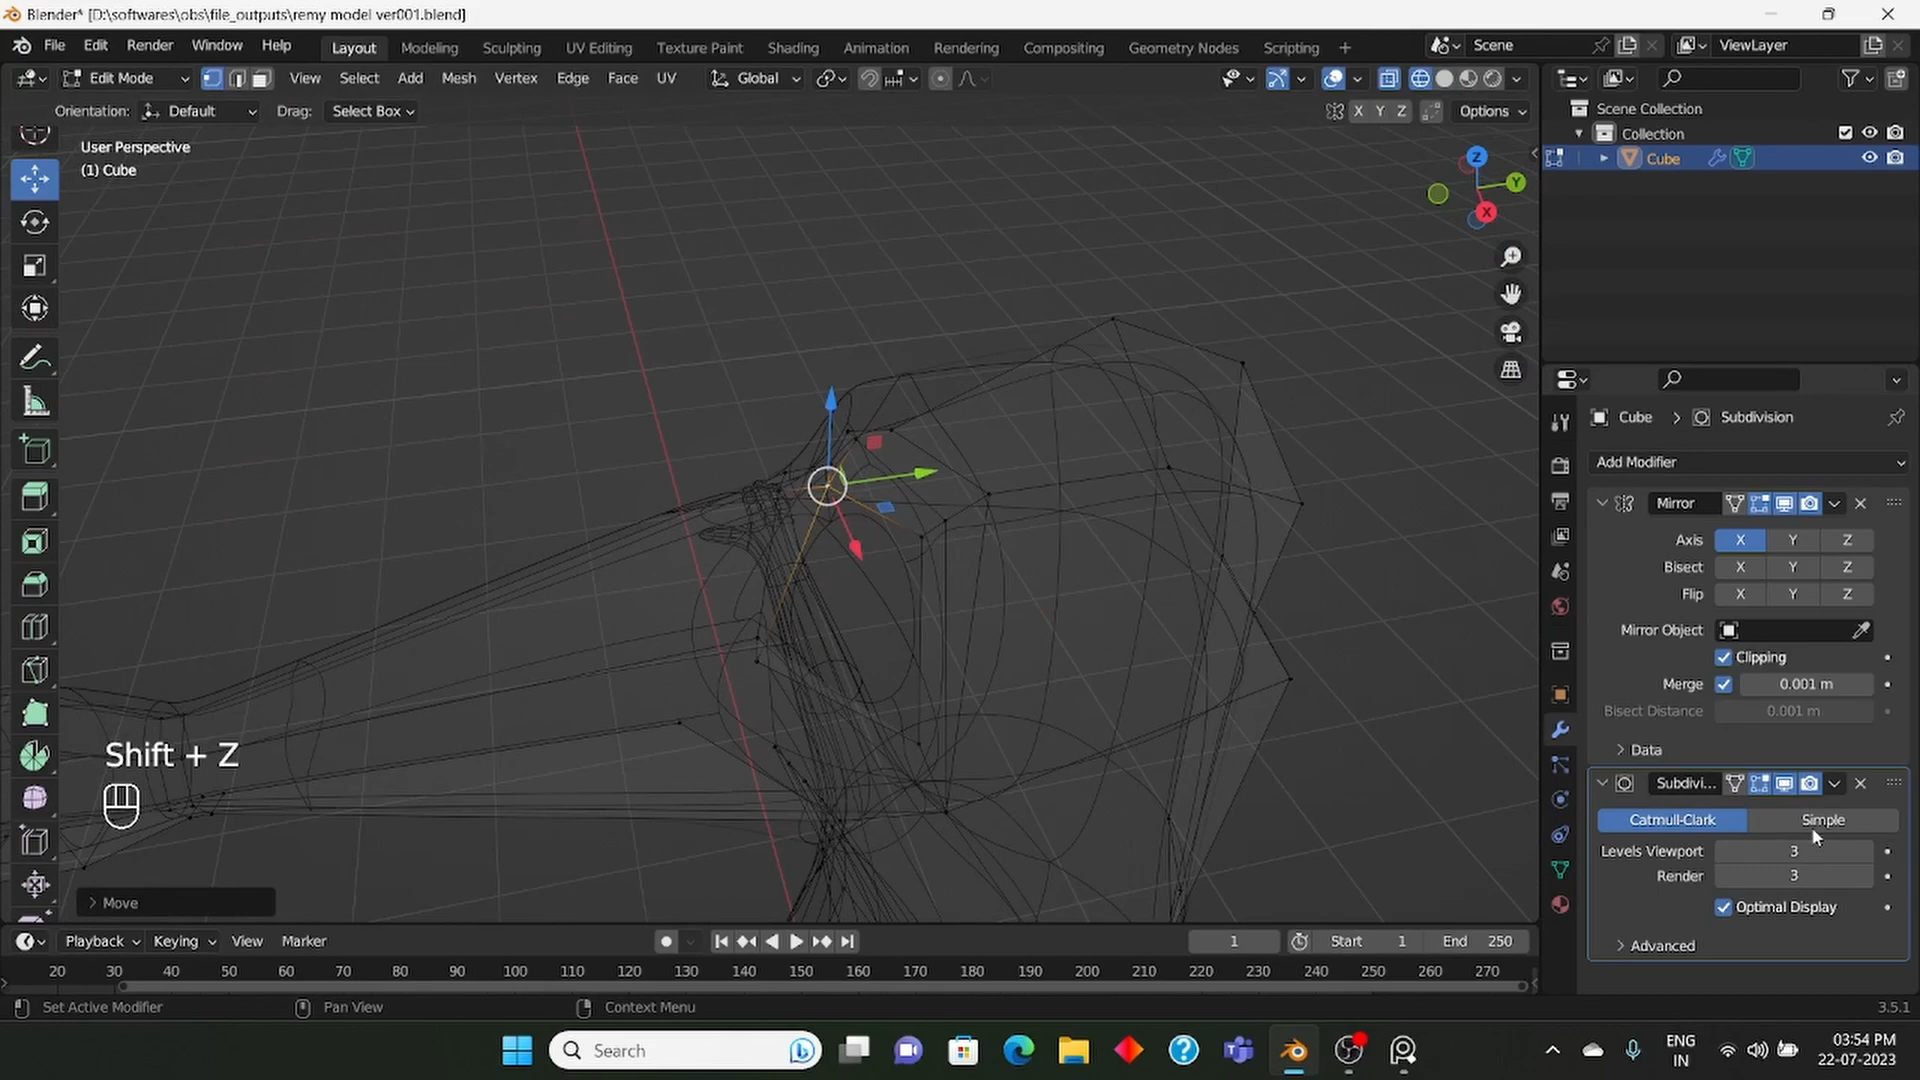 Blender* [D:\softwares\obs\file_outputs\remy model ver001.blend]
File Edit Render Window Help Layout Modeling Sculpting UV Editing Texture Paint Shading Animation Rendering Compositing Geometry Nodes Scripting + Scene ViewLayer
Edit Mode View Select Add Mesh Vertex Edge Face UV Global
Orientation: Default Drag: Select Box X Y Z Options
Scene Collection
Collection
Cube
User Perspective
(1) Cube
Z
Y
X
Cube > Subdivision
Add Modifier
Mirror
Axis X Y Z
Bisect X Y Z
Flip X Y Z
Mirror Object
Clipping
Merge 0.001 m
Bisect Distance 0.001 m
Data
Subdivi...
Catmull-Clark Simple
Levels Viewport 3
Render 3
Optimal Display
Advanced
Shift + Z
Move
Playback Keying View Marker 1 Start 1 End 250
20 30 40 50 60 70 80 90 100 110 120 130 140 150 160 170 180 190 200 210 220 230 240 250 260 270
Set Active Modifier Pan View Context Menu 3.5.1
Search
ENG
IN
03:54 PM
22-07-2023